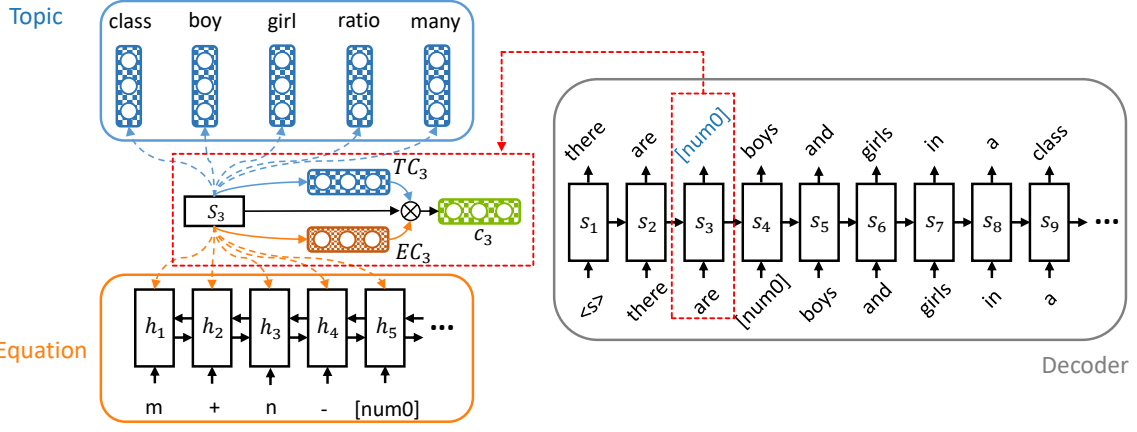 Topic
class boy girl ratio many
there are [num0] boys and girls in a class
TC₃
S₃
c₃
EC₃
s₁ s₂ s₃ s₄ s₅ s₆ s₇ s₈ s₉ ...
<s> there are [num0] boys and girls in a
h₁ h₂ h₃ h₄ h₅ ...
Equation
Decoder
m + n - [num0]